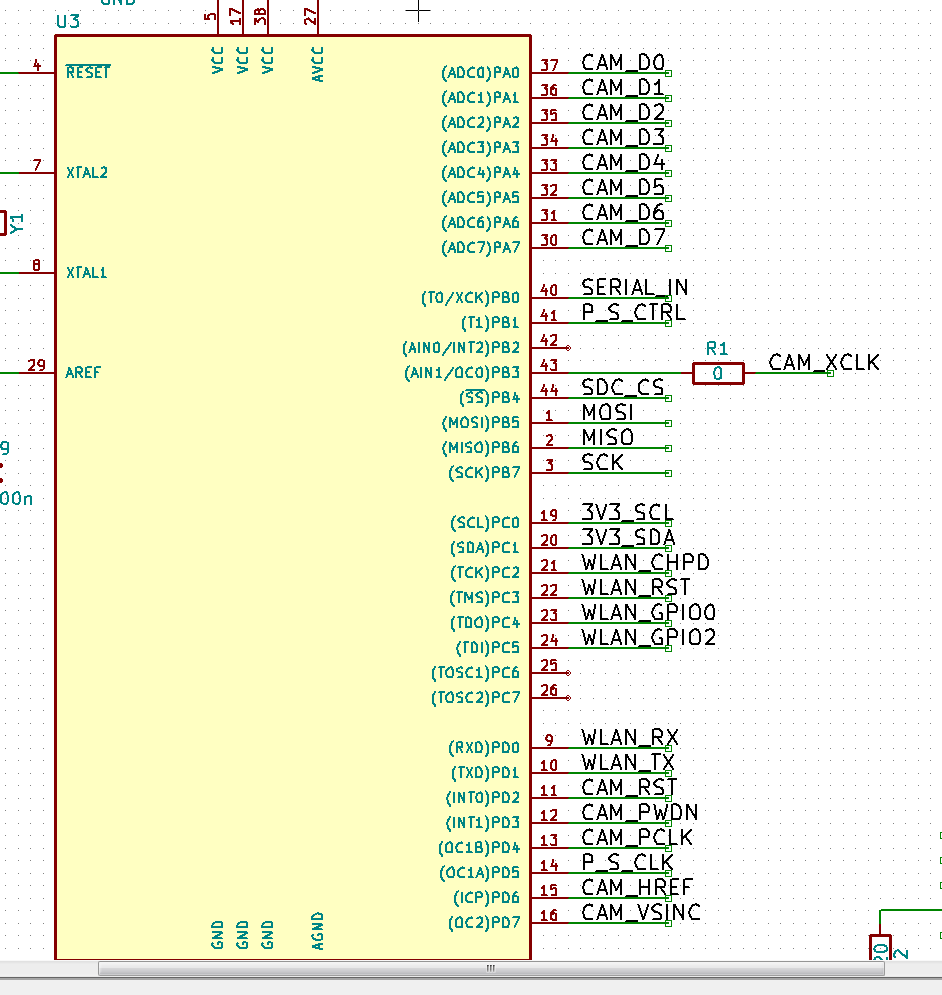 GND
U3
5 17 38 27
VCC VCC VCC AVCC
4 RESET
7 XTAL2
Y1
8 XTAL1
29 AREF
9
00n
(ADC0)PA0 37 CAM_D0
(ADC1)PA1 36 CAM_D1
(ADC2)PA2 35 CAM_D2
(ADC3)PA3 34 CAM_D3
(ADC4)PA4 33 CAM_D4
(ADC5)PA5 32 CAM_D5
(ADC6)PA6 31 CAM_D6
(ADC7)PA7 30 CAM_D7
(T0/XCK)PB0 40 SERIAL_IN
(T1)PB1 41 P_S_CTRL
(AIN0/INT2)PB2 42
(AIN1/OC0)PB3 43 R1 0 CAM_XCLK
(SS)PB4 44 SDC_CS
(MOSI)PB5 1 MOSI
(MISO)PB6 2 MISO
(SCK)PB7 3 SCK
(SCL)PC0 19 3V3_SCL
(SDA)PC1 20 3V3_SDA
(TCK)PC2 21 WLAN_CHPD
(TMS)PC3 22 WLAN_RST
(TDO)PC4 23 WLAN_GPIO0
(TDI)PC5 24 WLAN_GPIO2
(TOSC1)PC6 25
(TOSC2)PC7 26
(RXD)PD0 9 WLAN_RX
(TXD)PD1 10 WLAN_TX
(INT0)PD2 11 CAM_RST
(INT1)PD3 12 CAM_PWDN
(OC1B)PD4 13 CAM_PCLK
(OC1A)PD5 14 P_S_CLK
(ICP)PD6 15 CAM_HREF
(OC2)PD7 16 CAM_VSINC
GND GND GND AGND